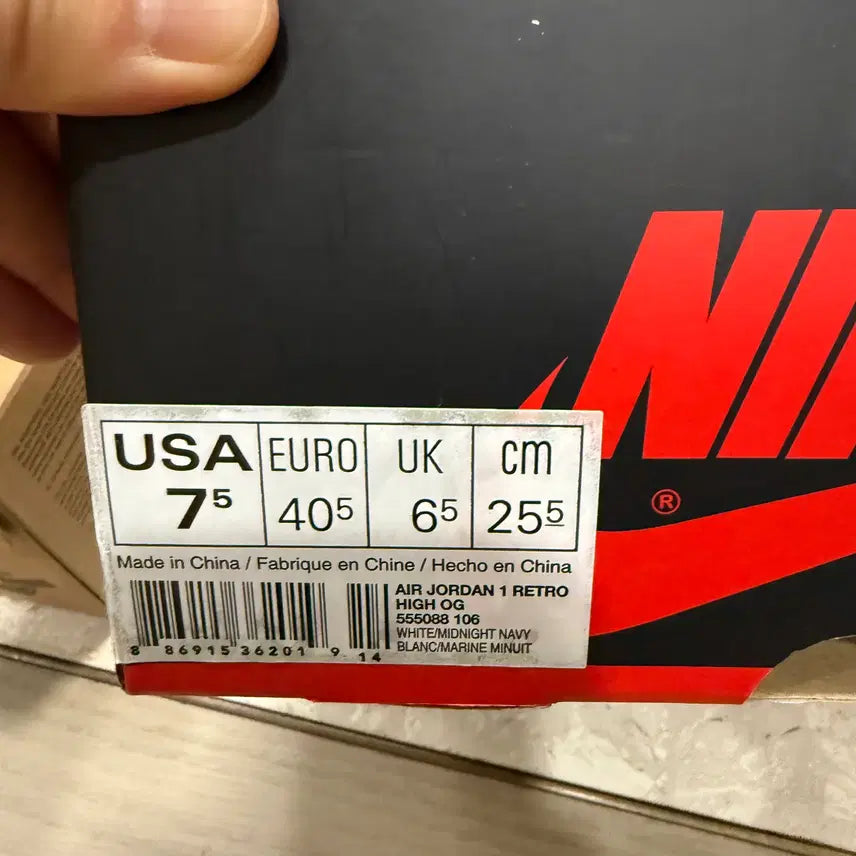 NI
®
USA EURO UK cm
7⁵ 40⁵ 6⁵ 25⁵
Made in China / Fabrique en Chine / Hecho en China
AIR JORDAN 1 RETRO
HIGH OG
555088 106
WHITE/MIDNIGHT NAVY
BLANC/MARINE MINUIT
8 86915 36201 9 14